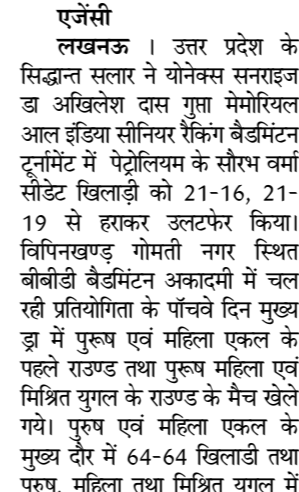 एजेंसी
लखनऊ । उत्तर प्रदेश के
सिद्धान्त सलार ने योनेक्स सनराइज
डा अखिलेश दास गुप्ता मेमोरियल
आल इंडिया सीनियर रैकिंग बैडमिंटन
टूर्नामेंट में पेट्रोलियम के सौरभ वर्मा
सीडेट खिलाड़ी को 21-16, 21-
19 से हराकर उलटफेर किया।
विपिनखण्ड गोमती नगर स्थित
बीबीडी बैडमिंटन अकादमी में चल
रही प्रतियोगिता के पॉचवे दिन मुख्य
ड्रा में पुरूष एवं महिला एकल के
पहले राउण्ड तथा पुरूष महिला एवं
मिश्रित युगल के राउण्ड के मैच खेले
गये। पुरुष एवं महिला एकल के
मुख्य दौर में 64-64 खिलाडी तथा
पुरुष, महिला तथा मिश्रित युगल में